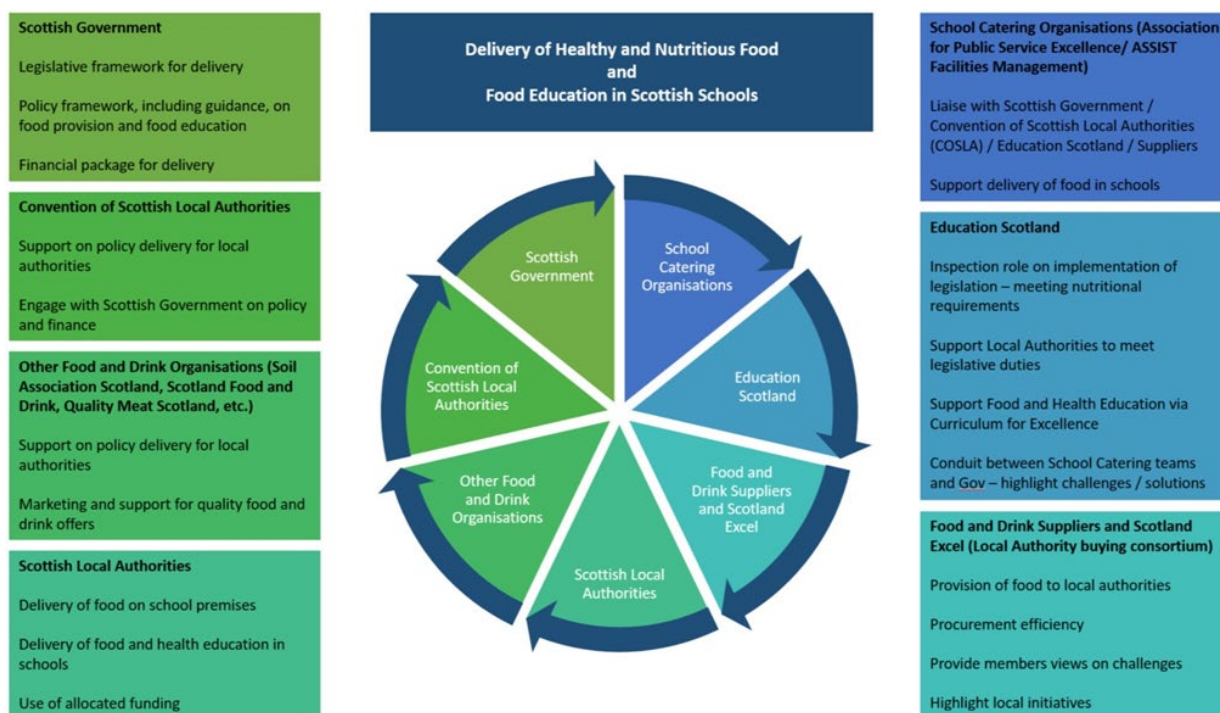 Scottish Government
Legislative framework for delivery
Policy framework, including guidance, on
food provision and food education
Financial package for delivery
Convention of Scottish Local Authorities
Support on policy delivery for local
authorities
Engage with Scottish Government on policy
and finance
Other Food and Drink Organisations (Soil
Association Scotland, Scotland Food and
Drink, Quality Meat Scotland, etc.)
Support on policy delivery for local
authorities
Marketing and support for quality food and
drink offers
Scottish Local Authorities
Delivery of food on school premises
Delivery of food and health education in
schools
Use of allocated funding
Delivery of Healthy and Nutritious Food
and
Food Education in Scottish Schools
School
Catering
Organisations
Education
Scotland
Food and
Drink Suppliers
and Scotland
Excel
Scottish Local
Authorities
Other Food
and Drink
Organisations
Convention of
Scottish Local
Authorities
Scottish
Government
School Catering Organisations (Association
for Public Service Excellence/ ASSIST
Facilities Management)
Liaise with Scottish Government /
Convention of Scottish Local Authorities
(COSLA) / Education Scotland / Suppliers
Support delivery of food in schools
Education Scotland
Inspection role on implementation of
legislation – meeting nutritional
requirements
Support Local Authorities to meet
legislative duties
Support Food and Health Education via
Curriculum for Excellence
Conduit between School Catering teams
and Gov – highlight challenges / solutions
Food and Drink Suppliers and Scotland
Excel (Local Authority buying consortium)
Provision of food to local authorities
Procurement efficiency
Provide members views on challenges
Highlight local initiatives